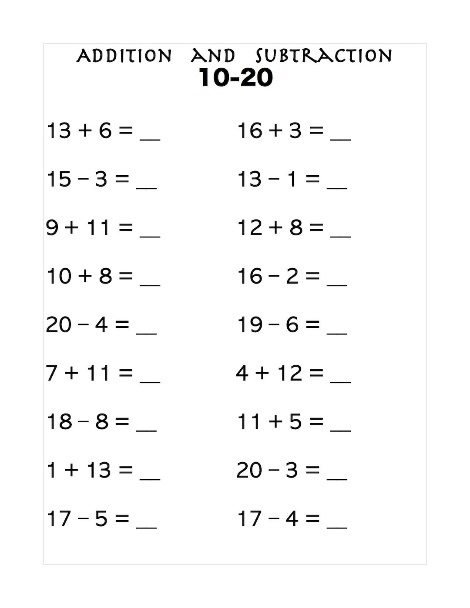 ADDITION AND SUBTRACTION
10-20
13 + 6 = __ 16 + 3 = __
15 – 3 = __ 13 – 1 = __
9 + 11 = __ 12 + 8 = __
10 + 8 = __ 16 – 2 = __
20 – 4 = __ 19 – 6 = __
7 + 11 = __ 4 + 12 = __
18 – 8 = __ 11 + 5 = __
1 + 13 = __ 20 – 3 = __
17 – 5 = __ 17 – 4 = __